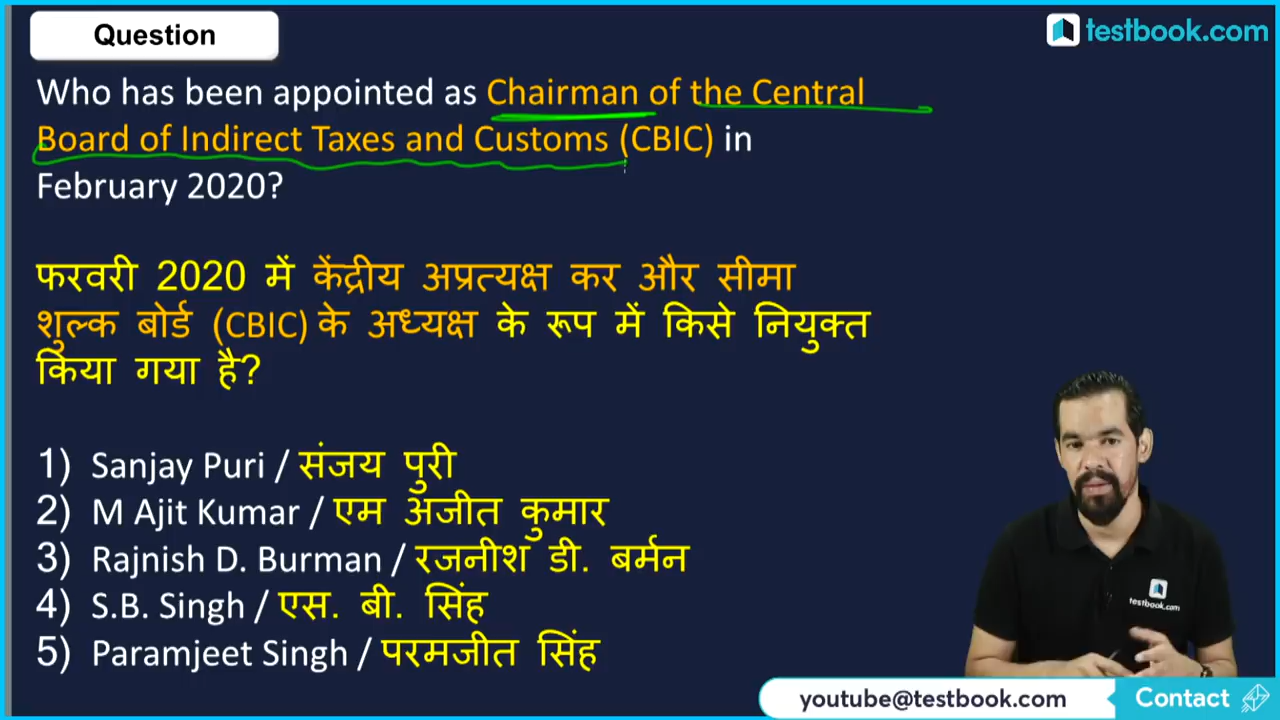 Question
testbook.com
Who has been appointed as Chairman of the Central
Board of Indirect Taxes and Customs (CBIC) in
February 2020?
फरवरी 2020 में केंद्रीय अप्रत्यक्ष कर और सीमा
शुल्क बोर्ड (CBIC) के अध्यक्ष के रूप में किसे नियुक्त
किया गया है?
1) Sanjay Puri / संजय पुरी
2) M Ajit Kumar / एम अजीत कुमार
3) Rajnish D. Burman / रजनीश डी. बर्मन
4) S.B. Singh / एस. बी. सिंह
5) Paramjeet Singh / परमजीत सिंह
testbook.com
youtube@testbook.com
Contact